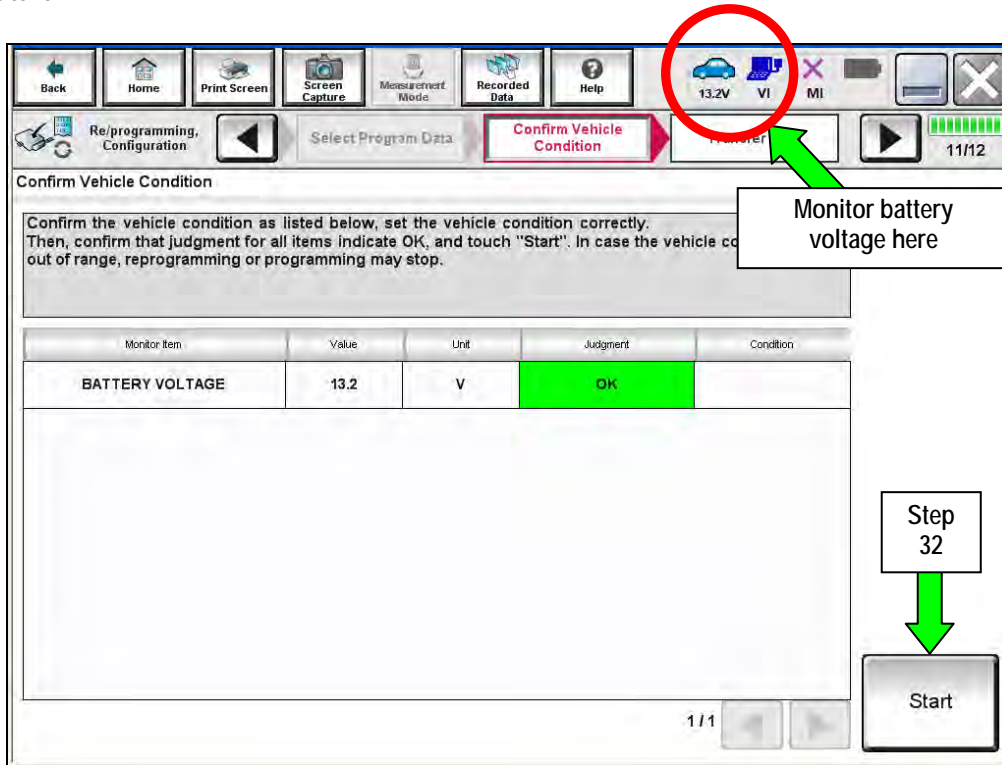 Back
Home
Print Screen
Screen
Capture
Measurement
Mode
Recorded
Data
Help
13.2V
VI
MI
Re/programming,
Configuration
Select Program Data
Confirm Vehicle
Condition
11/12
Confirm Vehicle Condition
Confirm the vehicle condition as listed below, set the vehicle condition correctly.
Then, confirm that judgment for all items indicate OK, and touch "Start". In case the vehicle co
out of range, reprogramming or programming may stop.
Monitor battery
voltage here
Monitor Item
Value
Unit
Judgment
Condition
BATTERY VOLTAGE
13.2
V
OK
Step
32
Start
1/1